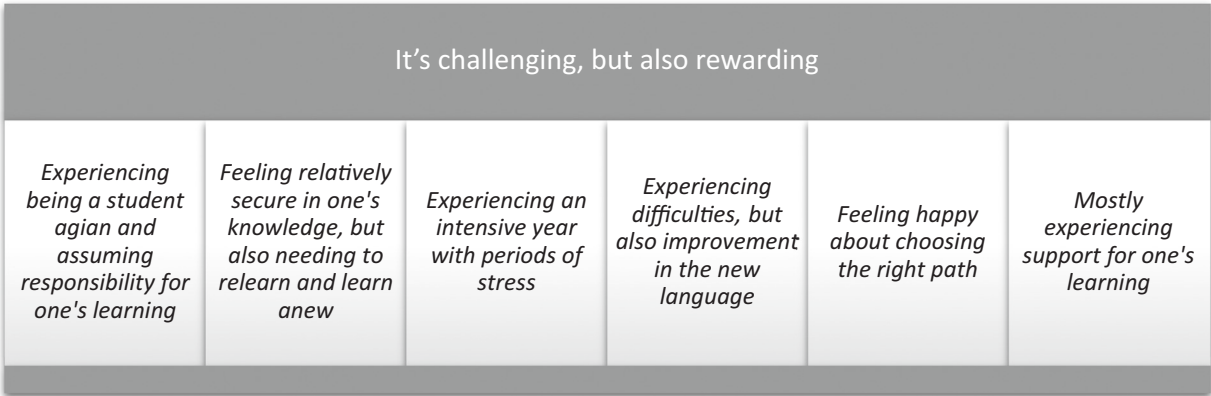 It’s challenging, but also rewarding
Experiencing
being a student
agian and
assuming
responsibility for
one's learning
Feeling relatively
secure in one's
knowledge, but
also needing to
relearn and learn
anew
Experiencing an
intensive year
with periods of
stress
Experiencing
difficulties, but
also improvement
in the new
language
Feeling happy
about choosing
the right path
Mostly
experiencing
support for one's
learning